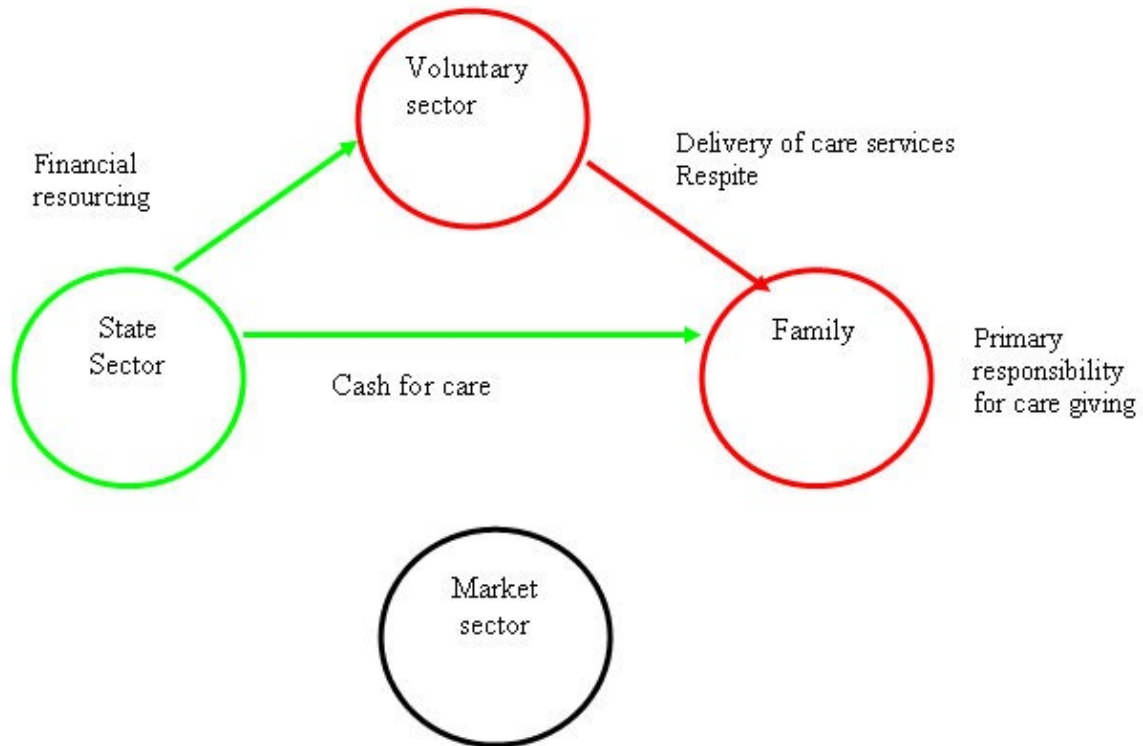 Voluntary
sector
Delivery of care services
Respite
Financial
resourcing
State
Sector
Cash for care
Family
Primary
responsibility
for care giving
Market
sector